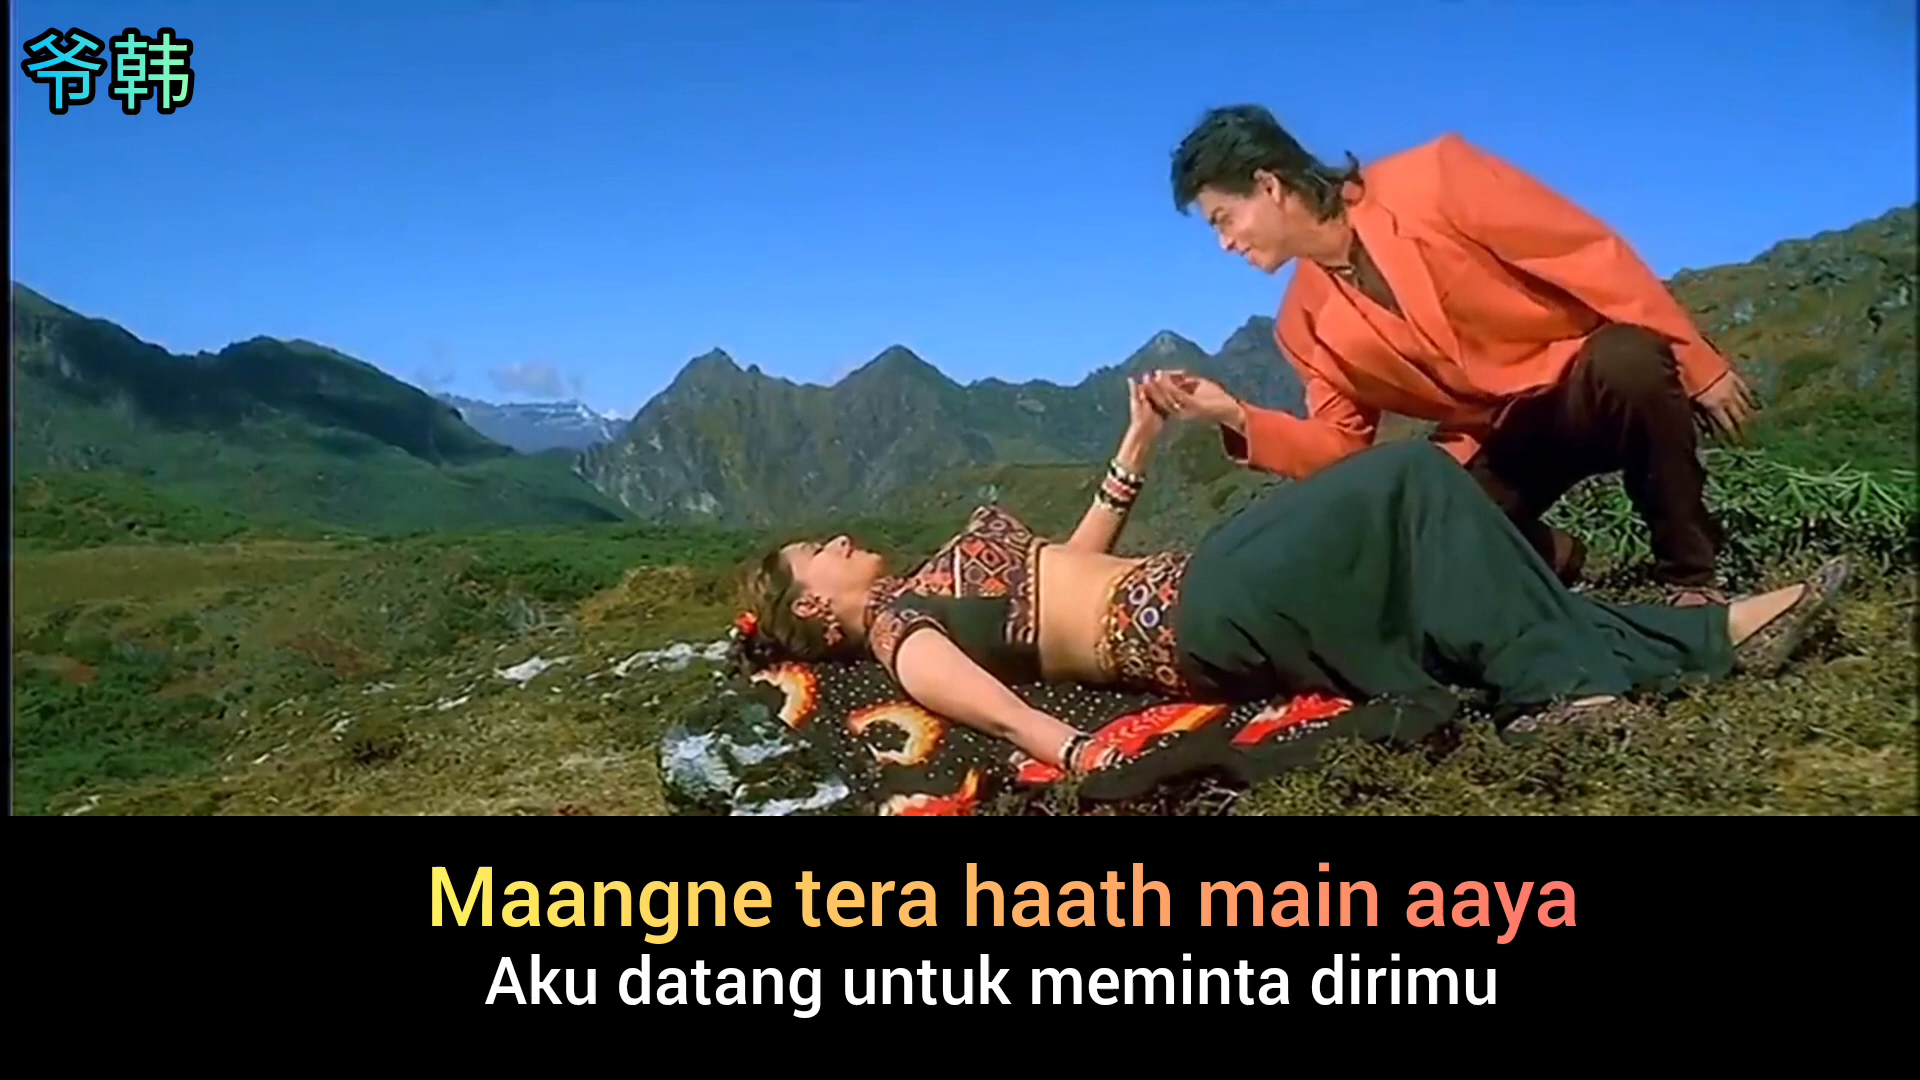 爷韩
Maangne tera haath main aaya
Aku datang untuk meminta dirimu